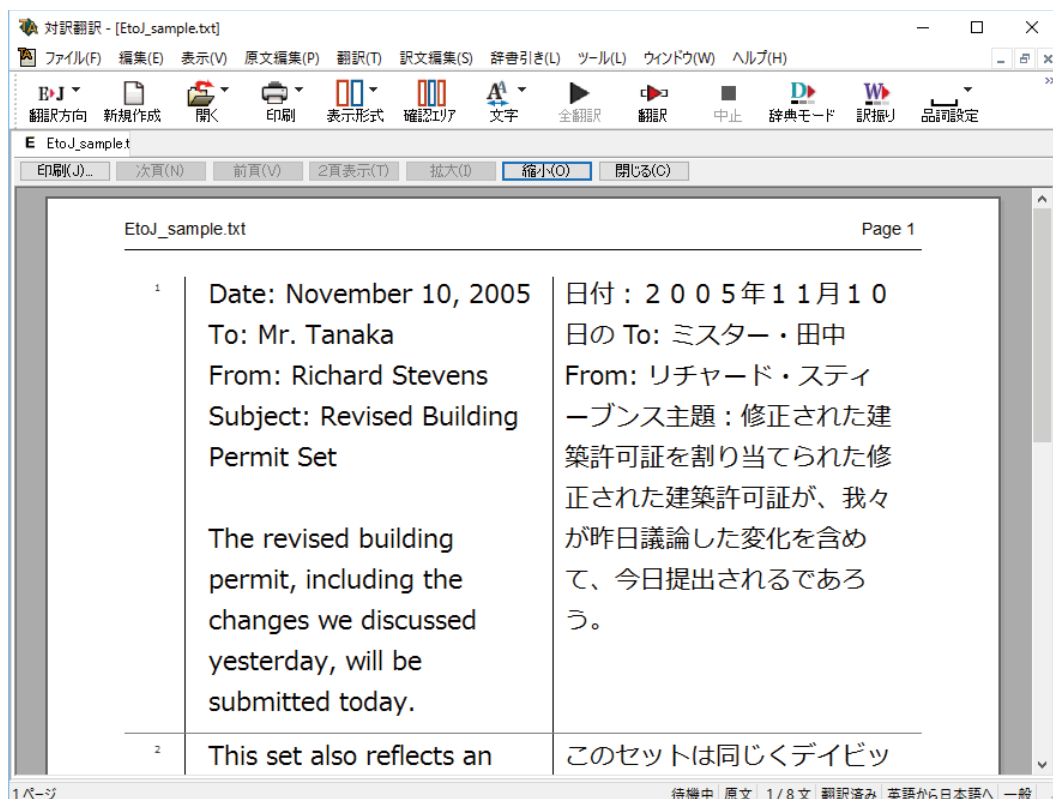 対訳翻訳 - [EtoJ_sample.txt]
ファイル(F) 編集(E) 表示(V) 原文編集(P) 翻訳(T) 訳文編集(S) 辞書引き(L) ツール(L) ウィンドウ(W) ヘルプ(H)
翻訳方向 新規作成 開く 印刷 表示形式 確認エリア 文字 全翻訳 翻訳 中止 辞典モード 訳振り 品詞設定
E EtoJ_sample.t
印刷(J)... 次頁(N) 前頁(V) 2頁表示(T) 拡大(I) 縮小(O) 閉じる(C)
EtoJ_sample.txt Page 1
1
Date: November 10, 2005
To: Mr. Tanaka
From: Richard Stevens
Subject: Revised Building
Permit Set
The revised building
permit, including the
changes we discussed
yesterday, will be
submitted today.
日付：２００５年１１月１０
日の To: ミスター・田中
From: リチャード・スティ
ーブンス主題：修正された建
築許可証を割り当てられた修
正された建築許可証が、我々
が昨日議論した変化を含め
て、今日提出されるであろ
う。
2
This set also reflects an
このセットは同じくデイビッ
1 ページ 待機中 原文 1/8 文 翻訳済み 英語から日本語へ 一般